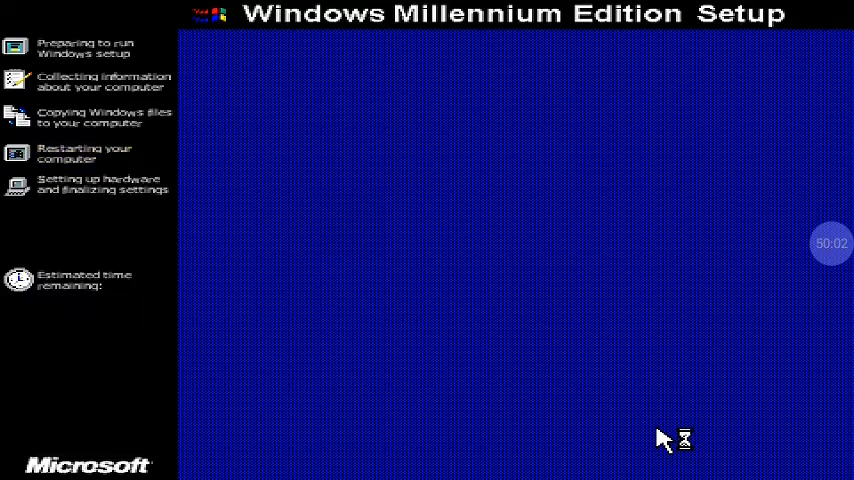 Windows Millennium Edition Setup
Preparing to run
Windows setup
Collecting information
about your computer
Copying Windows files
to your computer
Restarting your
computer
Setting up hardware
and finalizing settings
50:02
Estimated time
remaining:
Microsoft